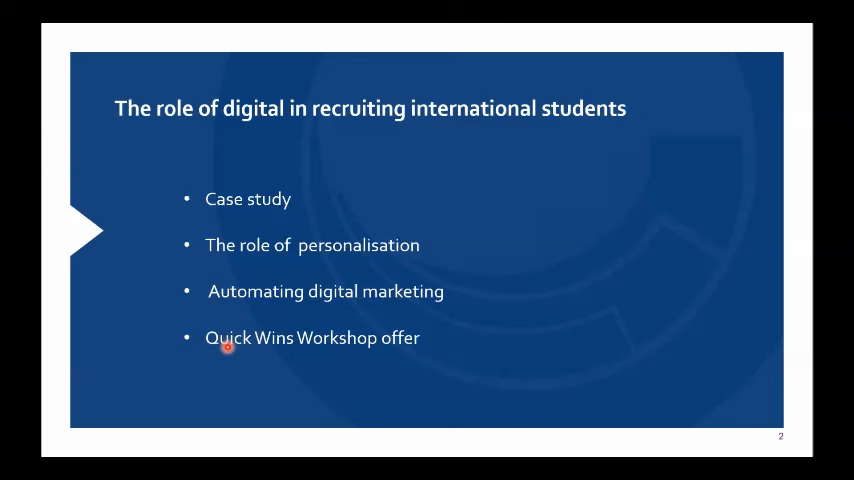 The role of digital in recruiting international students
• Case study
• The role of personalisation
• Automating digital marketing
• Quick Wins Workshop offer
2